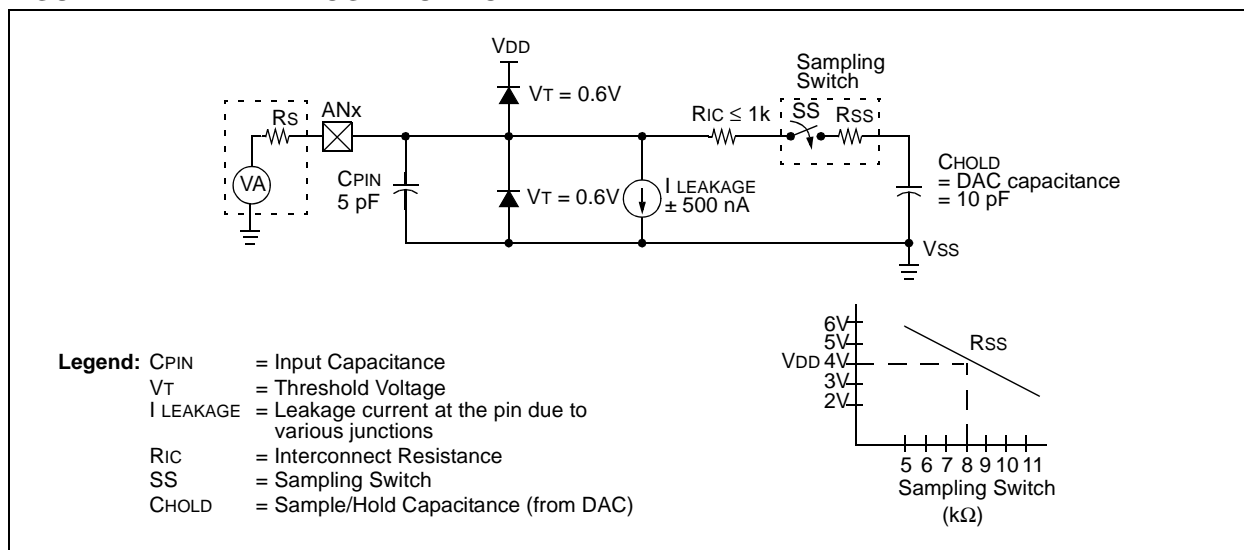 VDD
Sampling
Switch
VT = 0.6V
RS
ANx
RIC ≤ 1k
SS
RSS
VA
CPIN
5 pF
VT = 0.6V
I LEAKAGE
± 500 nA
CHOLD
= DAC capacitance
= 10 pF
VSS
Legend: CPIN = Input Capacitance
VT = Threshold Voltage
I LEAKAGE = Leakage current at the pin due to
various junctions
RIC = Interconnect Resistance
SS = Sampling Switch
CHOLD = Sample/Hold Capacitance (from DAC)
6V
5V
VDD 4V
3V
2V
RSS
5 6 7 8 9 10 11
Sampling Switch
(kΩ)